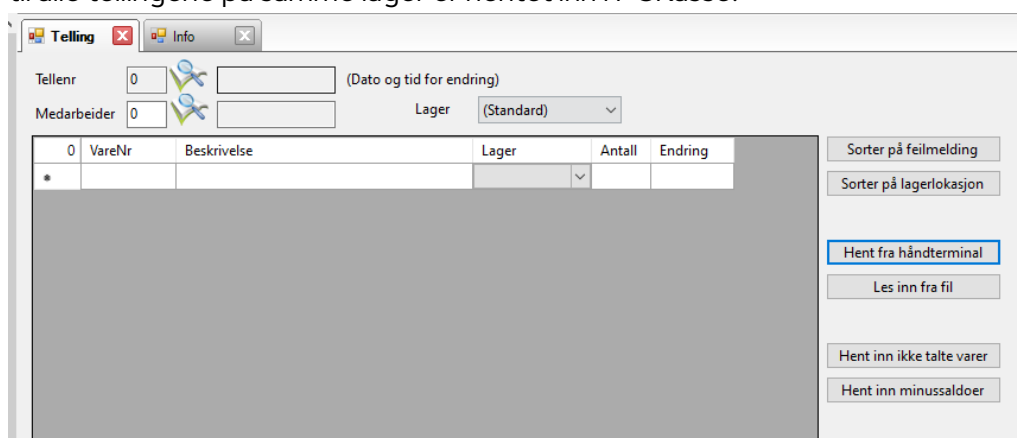 Telling Info
Tellenr 0 (Dato og tid for endring)
Medarbeider 0 Lager (Standard)
0 VareNr Beskrivelse Lager Antall Endring
*
Sorter på feilmelding
Sorter på lagerlokasjon
Hent fra håndterminal
Les inn fra fil
Hent inn ikke talte varer
Hent inn minussaldoer